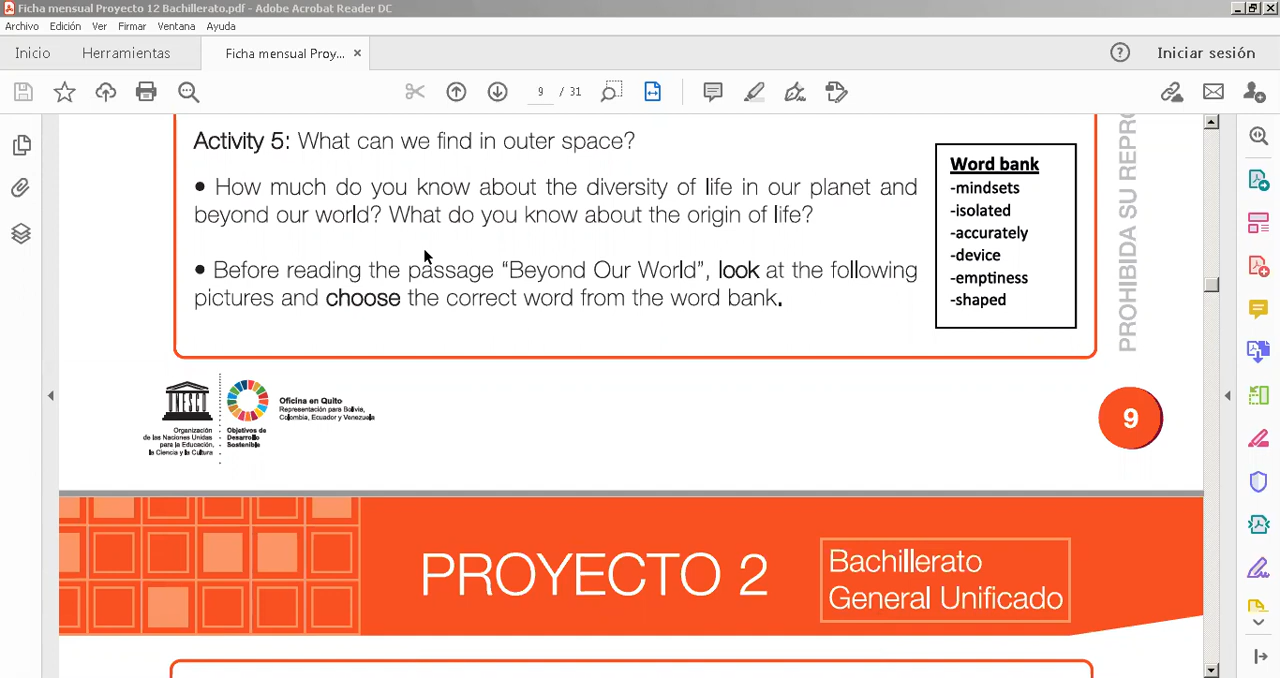 Ficha mensual Proyecto 12 Bachillerato.pdf - Adobe Acrobat Reader DC
Archivo Edición Ver Firmar Ventana Ayuda
Inicio Herramientas Ficha mensual Proy... × Iniciar sesión
9 / 31
Activity 5: What can we find in outer space?
• How much do you know about the diversity of life in our planet and
beyond our world? What do you know about the origin of life?
• Before reading the passage “Beyond Our World”, look at the following
pictures and choose the correct word from the word bank.
Word bank
-mindsets
-isolated
-accurately
-device
-emptiness
-shaped
PROHIBIDA SU REPR
UNESCO
Organización
de las Naciones Unidas
para la Educación,
la Ciencia y la Cultura
Objetivos de
Desarrollo
Sostenible
Oficina en Quito
Representación para Bolivia,
Colombia, Ecuador y Venezuela
9
PROYECTO 2
Bachillerato
General Unificado